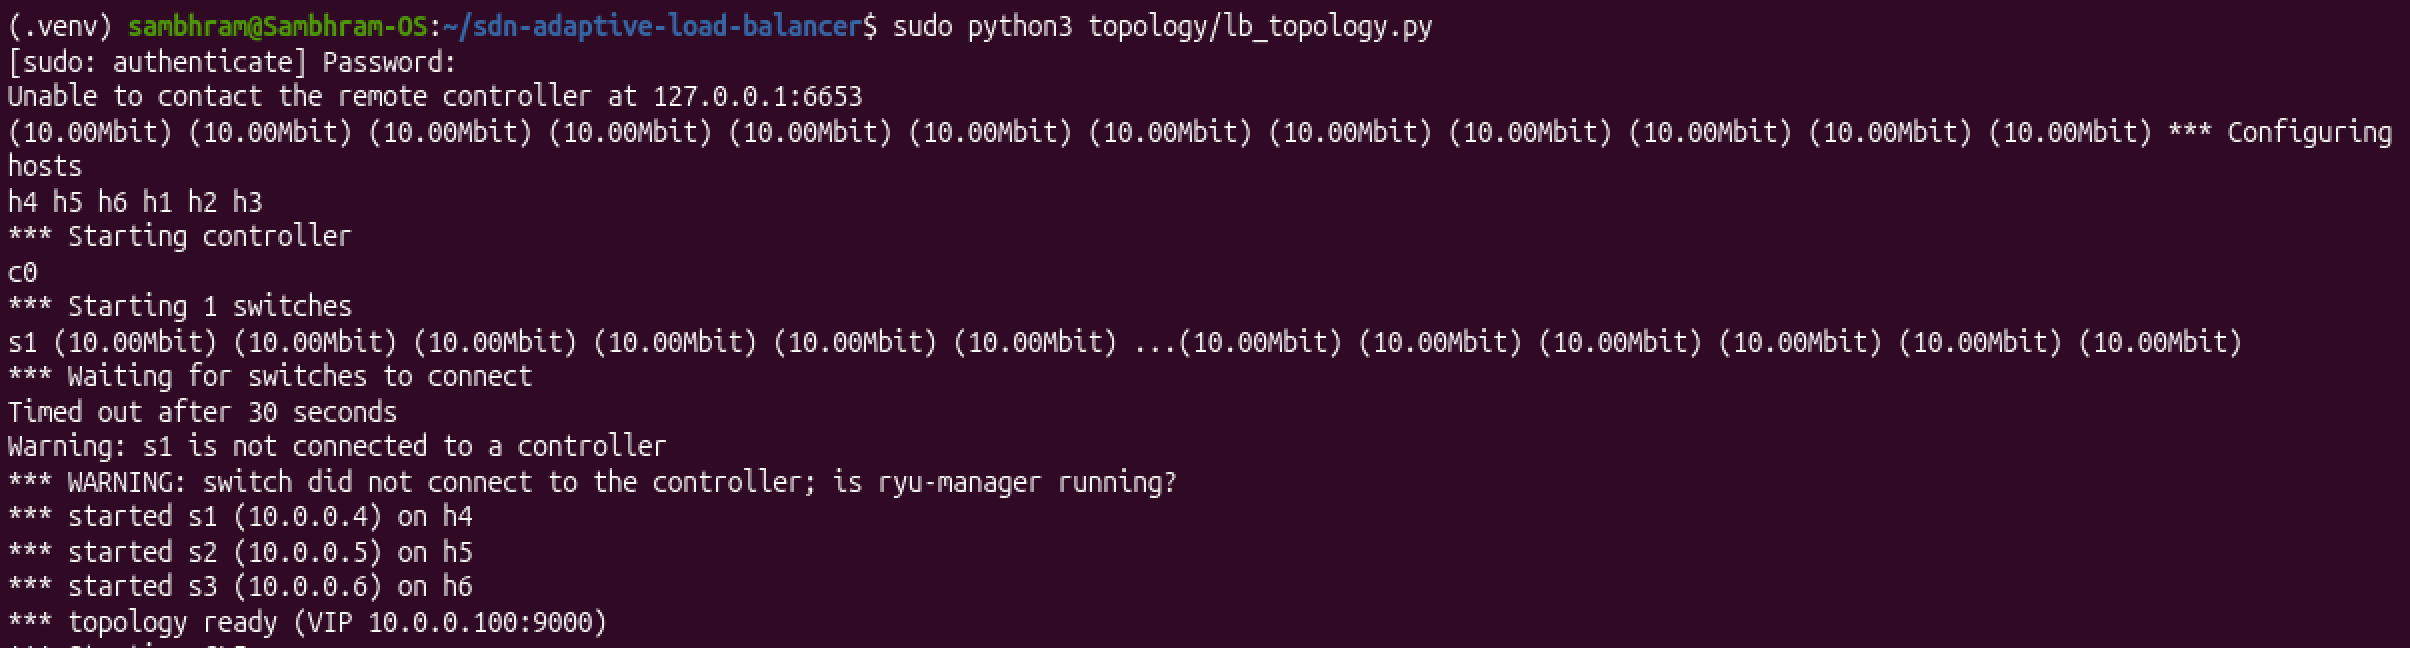 (.venv) sambhram@Sambhram-OS:~/sdn-adaptive-load-balancer$ sudo python3 topology/lb_topology.py
[sudo: authenticate] Password:
Unable to contact the remote controller at 127.0.0.1:6653
(10.00Mbit) (10.00Mbit) (10.00Mbit) (10.00Mbit) (10.00Mbit) (10.00Mbit) (10.00Mbit) (10.00Mbit) (10.00Mbit) (10.00Mbit) (10.00Mbit) (10.00Mbit) *** Configuring
hosts
h4 h5 h6 h1 h2 h3
*** Starting controller
c0
*** Starting 1 switches
s1 (10.00Mbit) (10.00Mbit) (10.00Mbit) (10.00Mbit) (10.00Mbit) (10.00Mbit) ...(10.00Mbit) (10.00Mbit) (10.00Mbit) (10.00Mbit) (10.00Mbit) (10.00Mbit)
*** Waiting for switches to connect
Timed out after 30 seconds
Warning: s1 is not connected to a controller
*** WARNING: switch did not connect to the controller; is ryu-manager running?
*** started s1 (10.0.0.4) on h4
*** started s2 (10.0.0.5) on h5
*** started s3 (10.0.0.6) on h6
*** topology ready (VIP 10.0.0.100:9000)